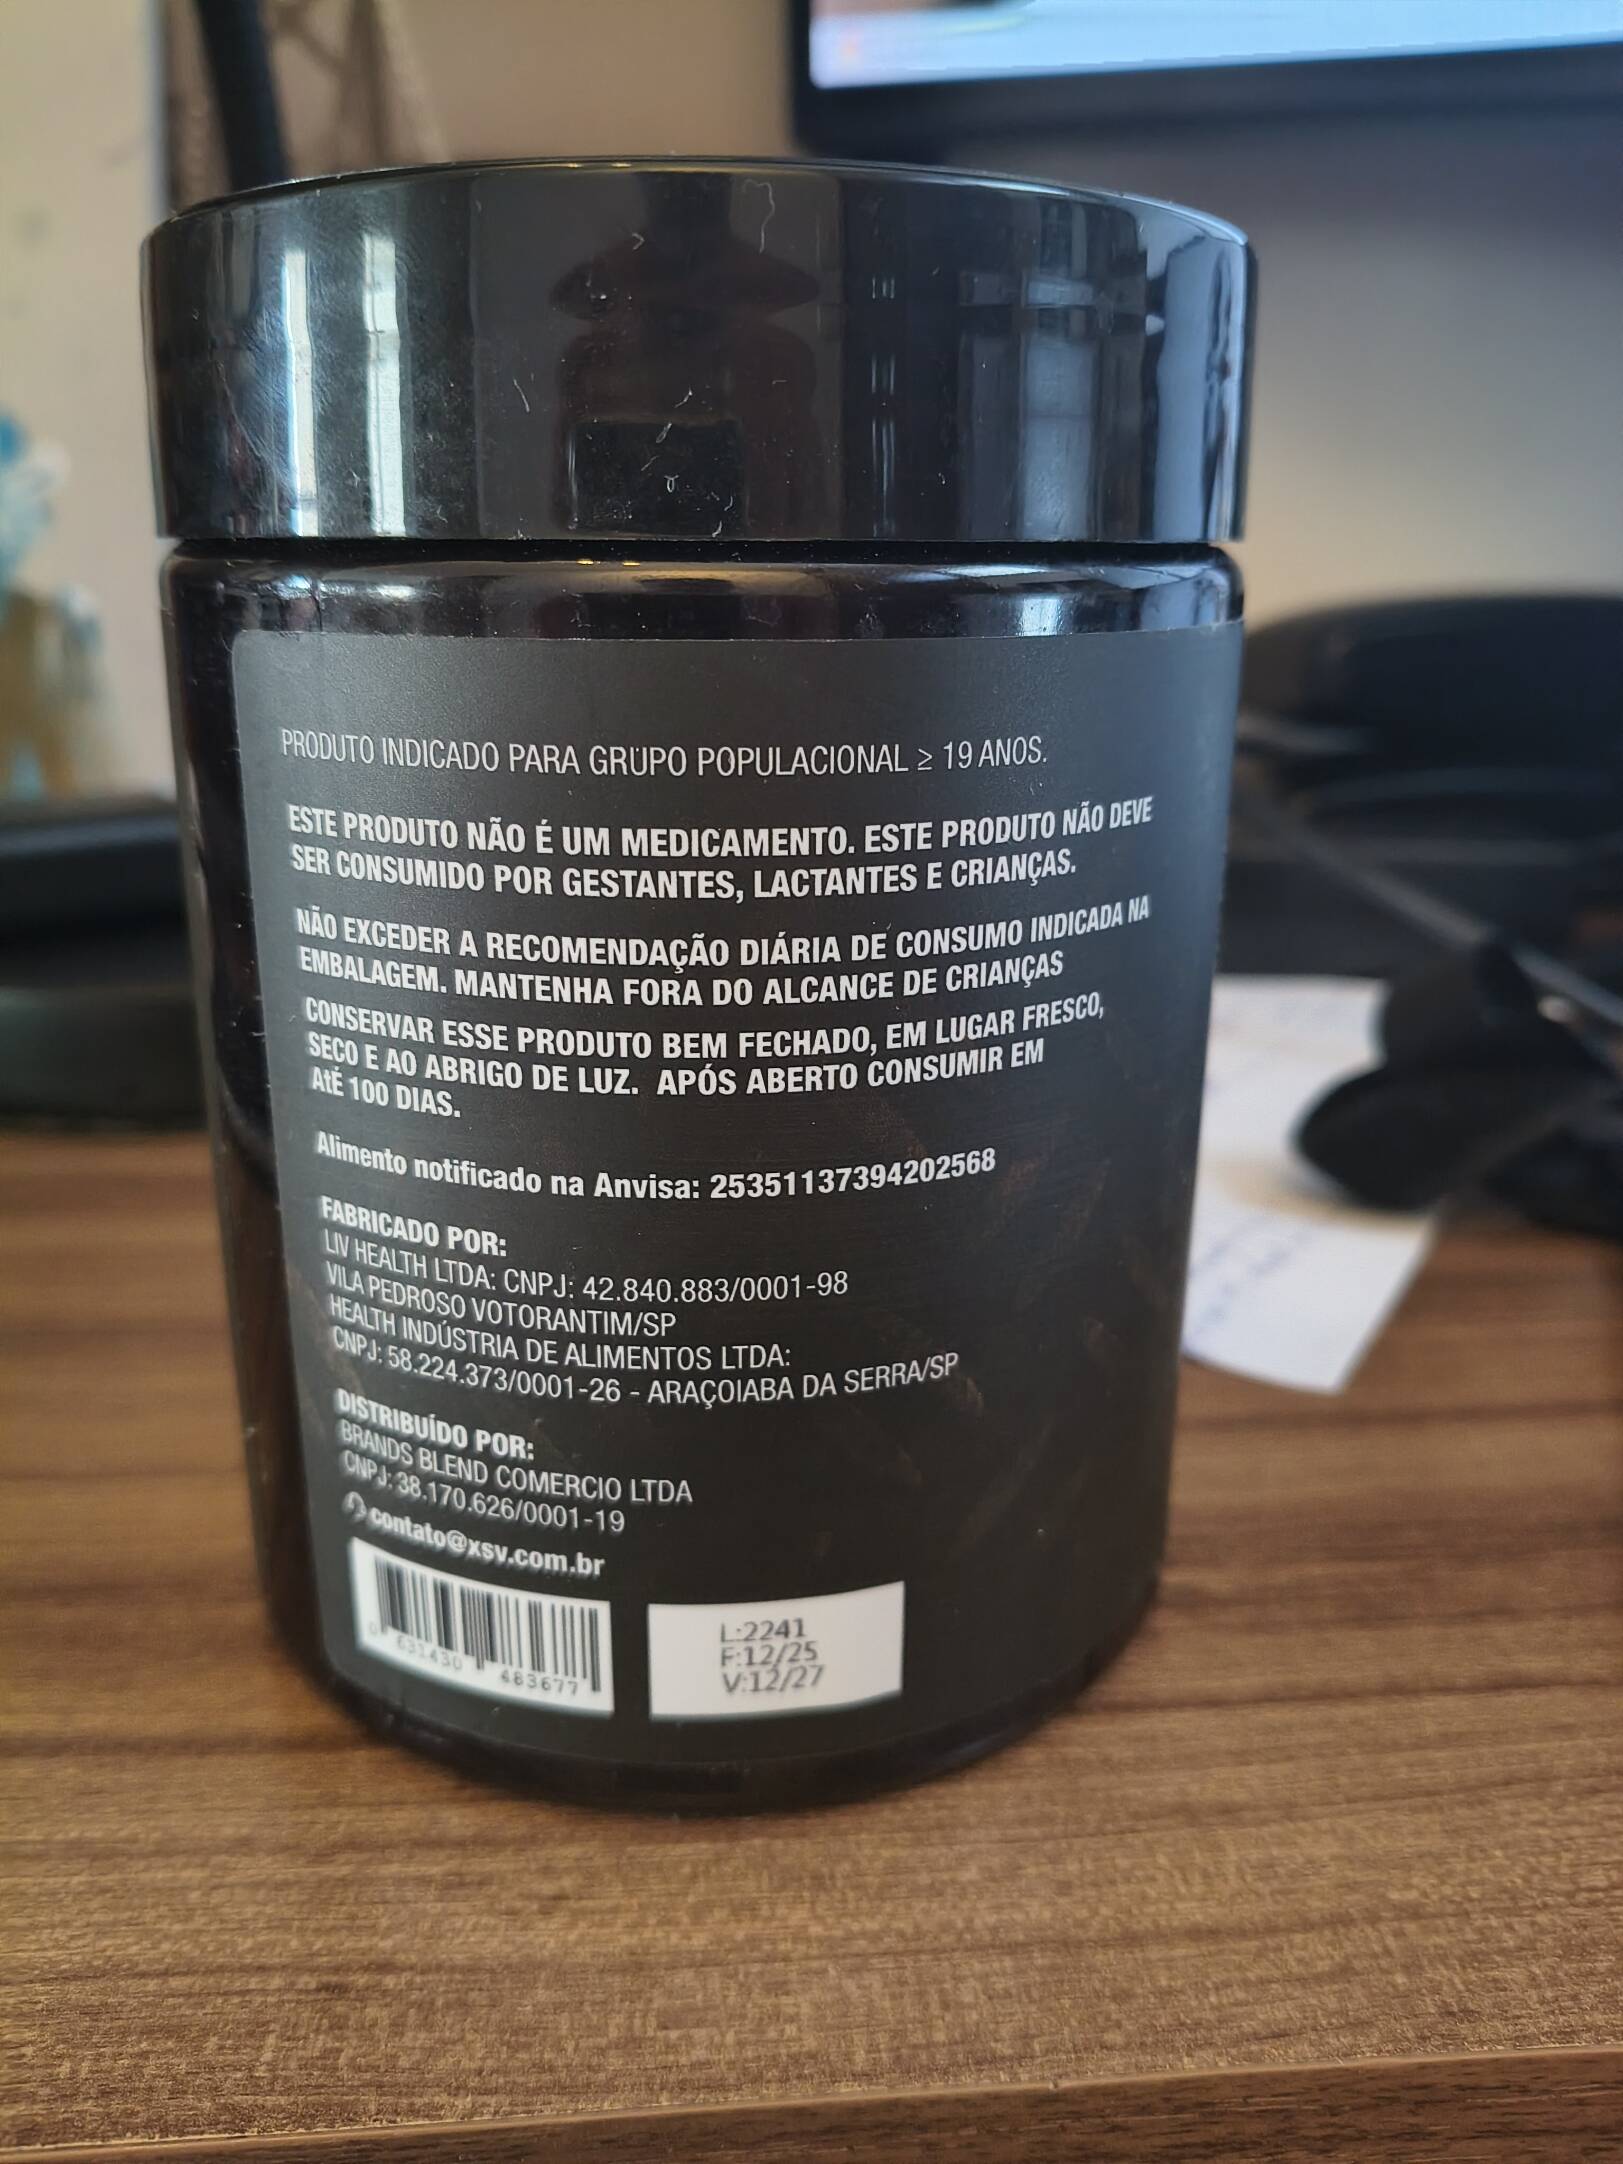 PRODUTO INDICADO PARA GRUPO POPULACIONAL ≥ 19 ANOS.
ESTE PRODUTO NÃO É UM MEDICAMENTO. ESTE PRODUTO NÃO DEVE
SER CONSUMIDO POR GESTANTES, LACTANTES E CRIANÇAS.
NÃO EXCEDER A RECOMENDAÇÃO DIÁRIA DE CONSUMO INDICADA NA
EMBALAGEM. MANTENHA FORA DO ALCANCE DE CRIANÇAS
CONSERVAR ESSE PRODUTO BEM FECHADO, EM LUGAR FRESCO,
SECO E AO ABRIGO DE LUZ. APÓS ABERTO CONSUMIR EM
AtÉ 100 DIAS.
Alimento notificado na Anvisa: 25351137394202568
FABRICADO POR:
LIV HEALTH LTDA: CNPJ: 42.840.883/0001-98
VILA PEDROSO VOTORANTIM/SP
HEALTH INDÚSTRIA DE ALIMENTOS LTDA:
CNPJ: 58.224.373/0001-26 - ARAÇOIABA DA SERRA/SP
DISTRIBUÍDO POR:
BRANDS BLEND COMERCIO LTDA
CNPJ: 38.170.626/0001-19
contato@xsv.com.br
0 631430 483677
L:2241
F:12/25
V:12/27